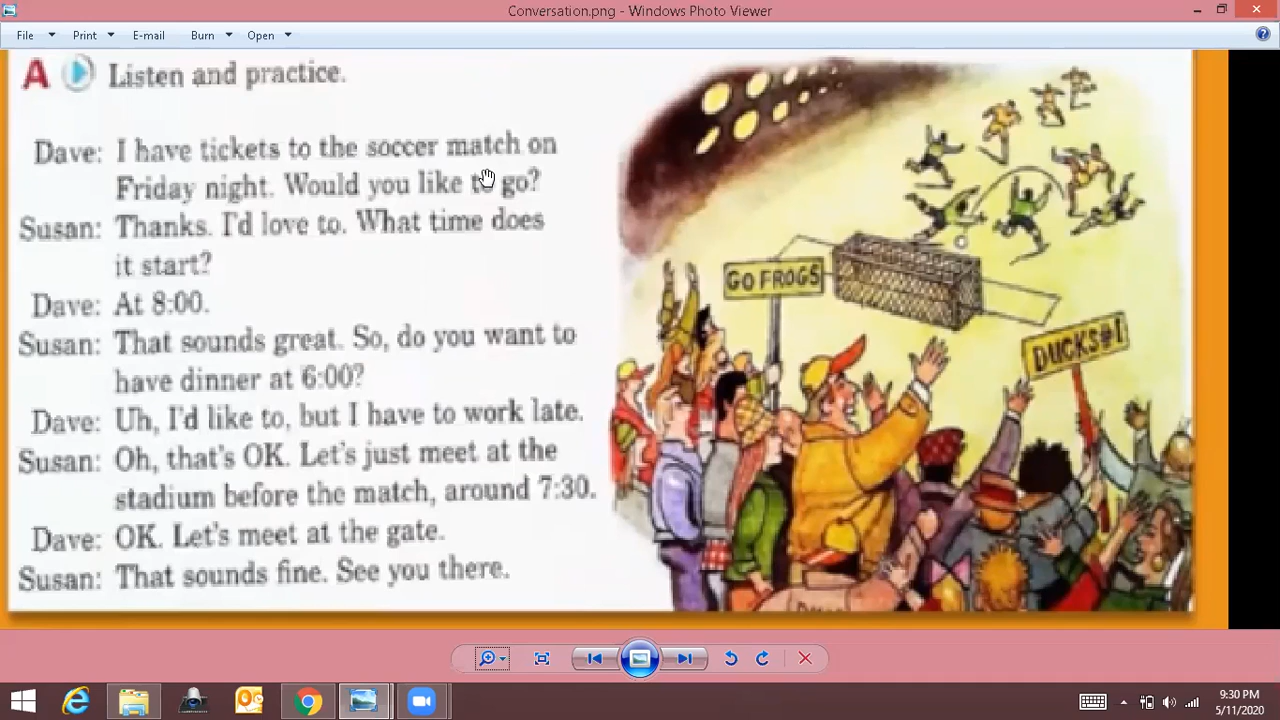 Conversation.png - Windows Photo Viewer
File Print E-mail Burn Open
A Listen and practice.
Dave: I have tickets to the soccer match on
Friday night. Would you like to go?
Susan: Thanks. I'd love to. What time does
it start?
Dave: At 8:00.
Susan: That sounds great. So, do you want to
have dinner at 6:00?
Dave: Uh, I'd like to, but I have to work late.
Susan: Oh, that's OK. Let's just meet at the
stadium before the match, around 7:30.
Dave: OK. Let's meet at the gate.
Susan: That sounds fine. See you there.
GO FROGS
DUCKS#1
9:30 PM
5/11/2020